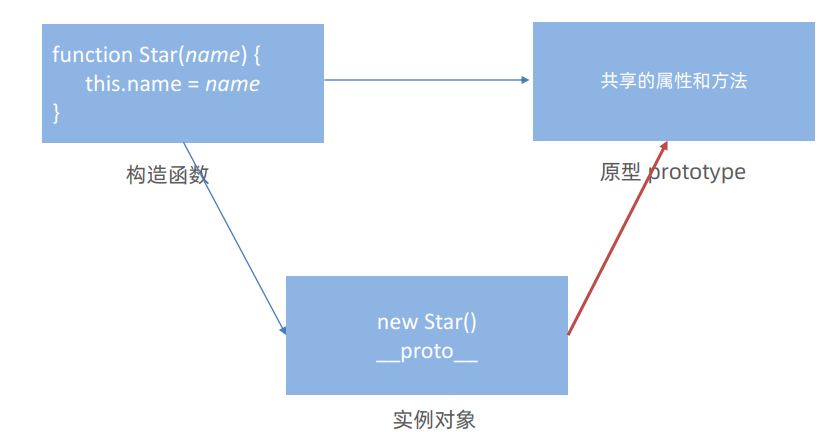 function Star(name) {
this.name = name
}
共享的属性和方法
构造函数
原型 prototype
new Star()
__proto__
实例对象